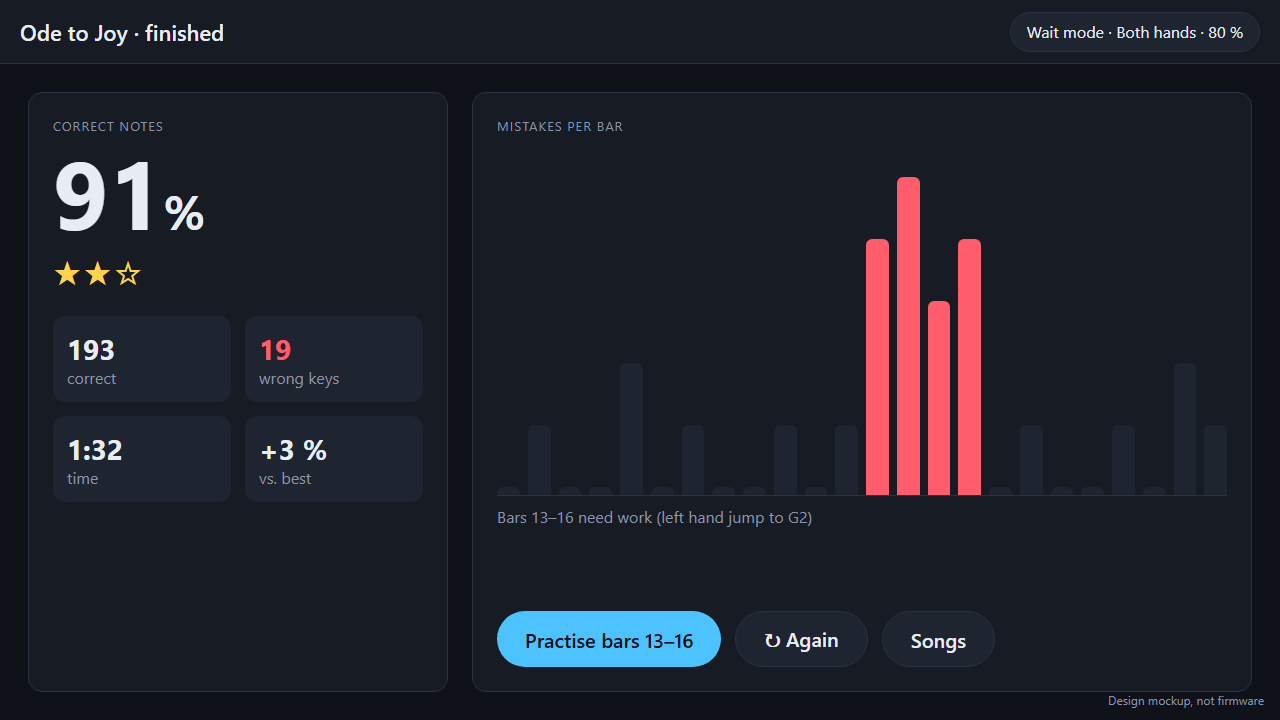 Ode to Joy · finished
Wait mode · Both hands · 80 %
CORRECT NOTES
91%
★★☆
193
correct
19
wrong keys
1:32
time
+3 %
vs. best
MISTAKES PER BAR
Bars 13–16 need work (left hand jump to G2)
Practise bars 13–16
↻ Again
Songs
Design mockup, not firmware